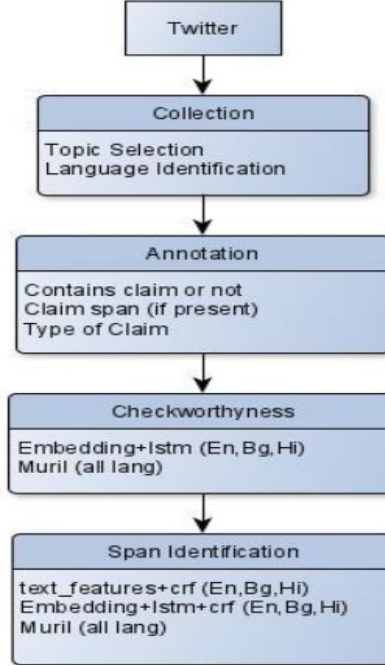 Twitter
Collection
Topic Selection
Language Identification
Annotation
Contains claim or not
Claim span (if present)
Type of Claim
Checkworthyness
Embedding+lstm (En,Bg,Hi)
Muril (all lang)
Span Identification
text_features+crf (En,Bg,Hi)
Embedding+lstm+crf (En,Bg,Hi)
Muril (all lang)